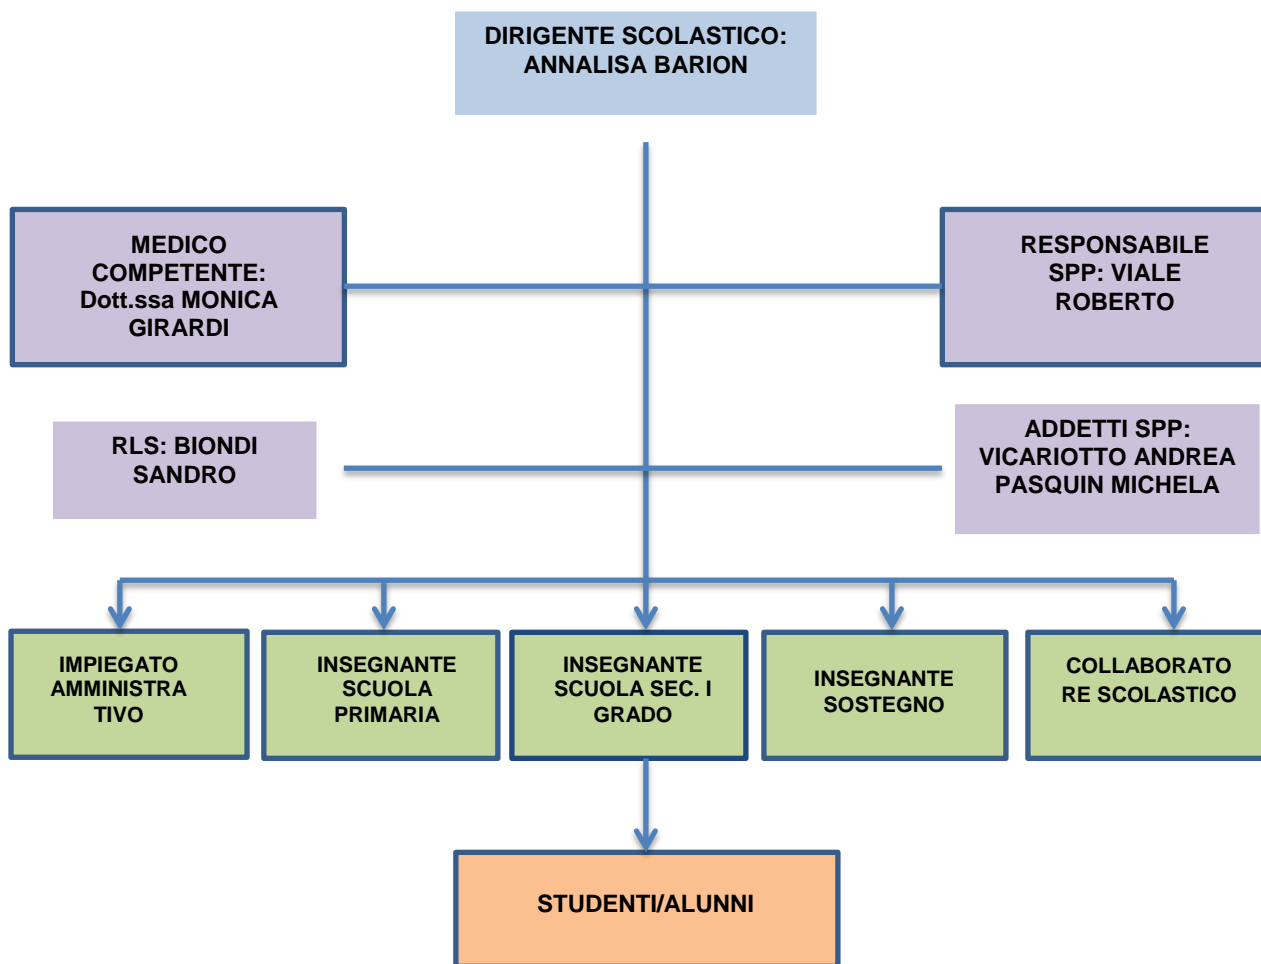 DIRIGENTE SCOLASTICO:
ANNALISA BARION
MEDICO
COMPETENTE:
Dott.ssa MONICA
GIRARDI
RESPONSABILE
SPP: VIALE
ROBERTO
RLS: BIONDI
SANDRO
ADDETTI SPP:
VICARIOTTO ANDREA
PASQUIN MICHELA
IMPIEGATO
AMMINISTRA
TIVO
INSEGNANTE
SCUOLA
PRIMARIA
INSEGNANTE
SCUOLA SEC. I
GRADO
INSEGNANTE
SOSTEGNO
COLLABORATO
RE SCOLASTICO
STUDENTI/ALUNNI